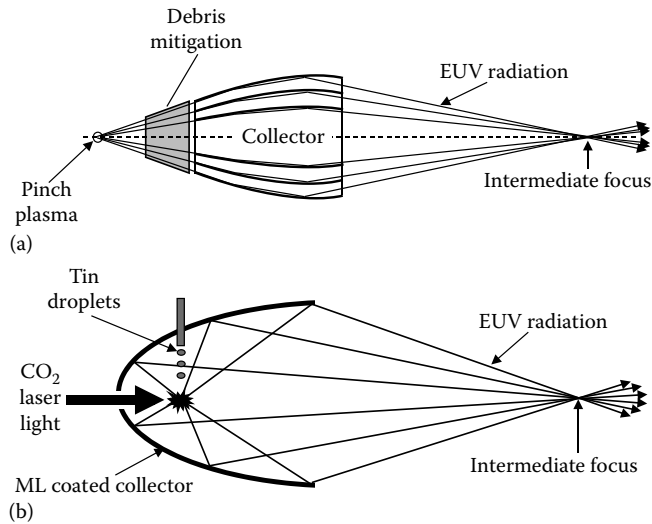 Debris
mitigation
EUV radiation
Collector
Intermediate focus
Pinch
plasma
(a)
Tin
droplets
EUV radiation
CO₂
laser
light
Intermediate focus
ML coated collector
(b)